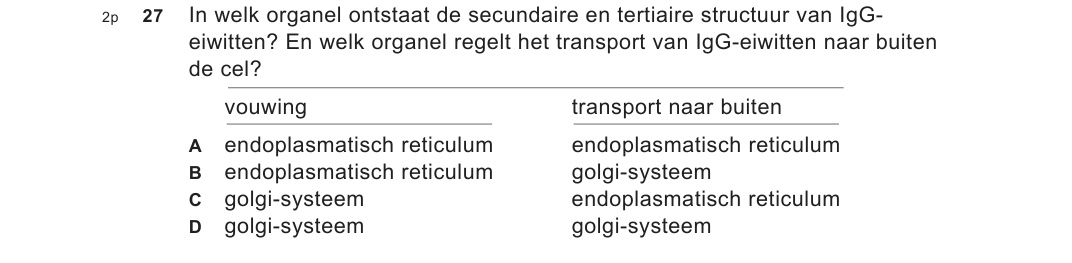 2p 27 In welk organel ontstaat de secundaire en tertiaire structuur van IgG-
eiwitten? En welk organel regelt het transport van IgG-eiwitten naar buiten
de cel?
vouwing transport naar buiten
A endoplasmatisch reticulum endoplasmatisch reticulum
B endoplasmatisch reticulum golgi-systeem
C golgi-systeem endoplasmatisch reticulum
D golgi-systeem golgi-systeem